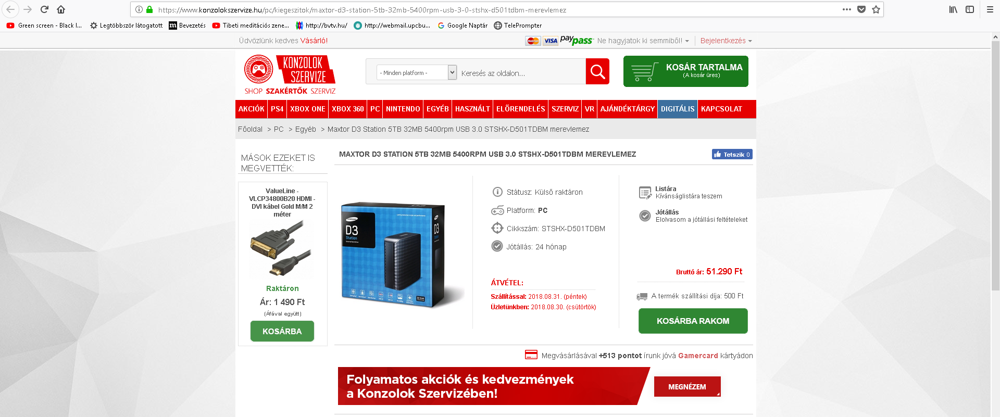 https://www.konzolokszervize.hu/pc/kiegeszitok/maxtor-d3-station-5tb-32mb-5400rpm-usb-3-0-stshx-d501tdbm-merevlemez
Green screen - Black l... Legtöbbször látogatott Bevezetés Tibeti meditációs zene... http://bvtv.hu/ http://webmail.upcbu... Google Naptár TelePrompter
Üdvözlünk kedves Vásárló!
MasterCard VISA payPass Ne hagyjatok ki semmiből! Bejelentkezés
KONZOLOK
SZERVIZE
SHOP SZAKÉRTŐK SZERVIZ
- Minden platform - Keresés az oldalon...
KOSÁR TARTALMA
(A kosár üres)
AKCIÓK PS4 XBOX ONE XBOX 360 PC NINTENDO EGYÉB HASZNÁLT ELŐRENDELÉS SZERVIZ VR AJÁNDÉKTÁRGY DIGITÁLIS KAPCSOLAT
Főoldal > PC > Egyéb > Maxtor D3 Station 5TB 32MB 5400rpm USB 3.0 STSHX-D501TDBM merevlemez
MÁSOK EZEKET IS
MEGVETTÉK:
ValueLine -
VLCP34800B20 HDMI -
DVI kábel Gold M/M 2
méter
Raktáron
Ár: 1 490 Ft
(Áfával együtt)
KOSÁRBA
MAXTOR D3 STATION 5TB 32MB 5400RPM USB 3.0 STSHX-D501TDBM MEREVLEMEZ
Tetszik 0
SAMSUNG
D3
Station
External Hard Drive
Státusz: Külső raktáron
Platform: PC
Cikkszám: STSHX-D501TDBM
Jótállás: 24 hónap
ÁTVÉTEL:
Szállítással: 2018.08.31. (péntek)
Üzletünkben: 2018.08.30. (csütörtök)
Listára
Kívánságlistára teszem
Jótállás
Elolvasom a jótállási feltételeket
Bruttó ár: 51.290 Ft
A termék szállítási díja: 500 Ft
KOSÁRBA RAKOM
Megvásárlásával +513 pontot írunk jóvá Gamercard kártyádon
Folyamatos akciók és kedvezmények
a Konzolok Szervizében!
MEGNÉZEM